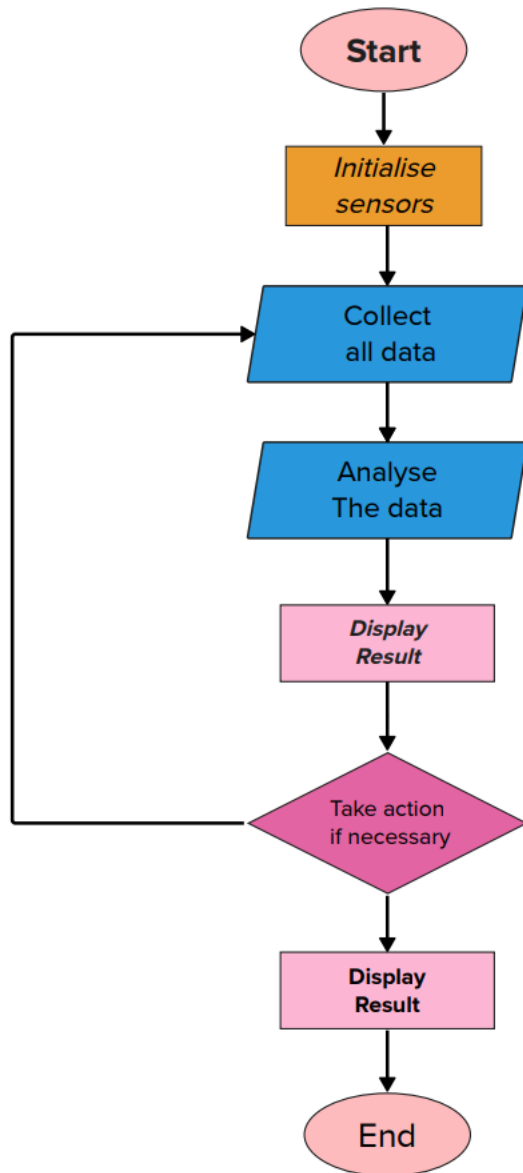 Start
Initialise
sensors
Collect
all data
Analyse
The data
Display
Result
Take action
if necessary
Display
Result
End